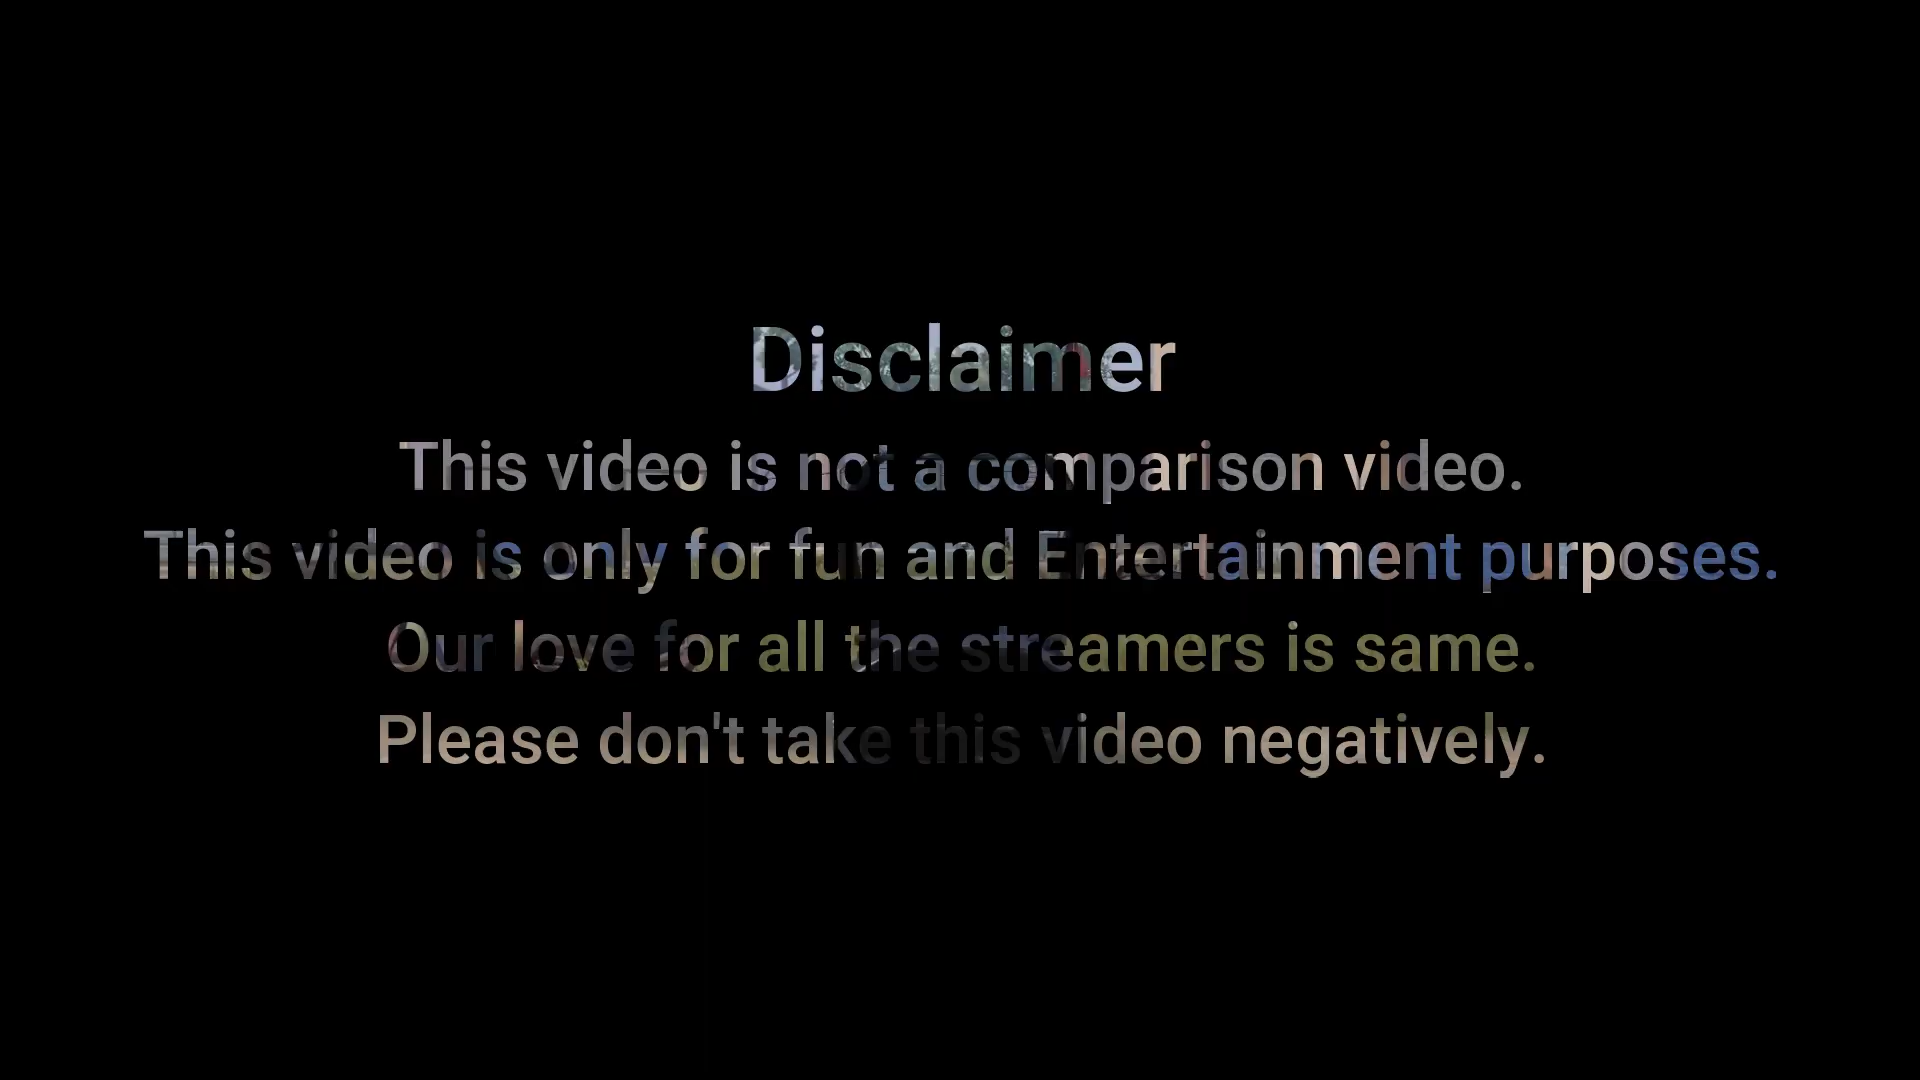 Disclaimer
This video is not a comparison video.
This video is only for fun and Entertainment purposes.
Our love for all the streamers is same.
Please don't take this video negatively.